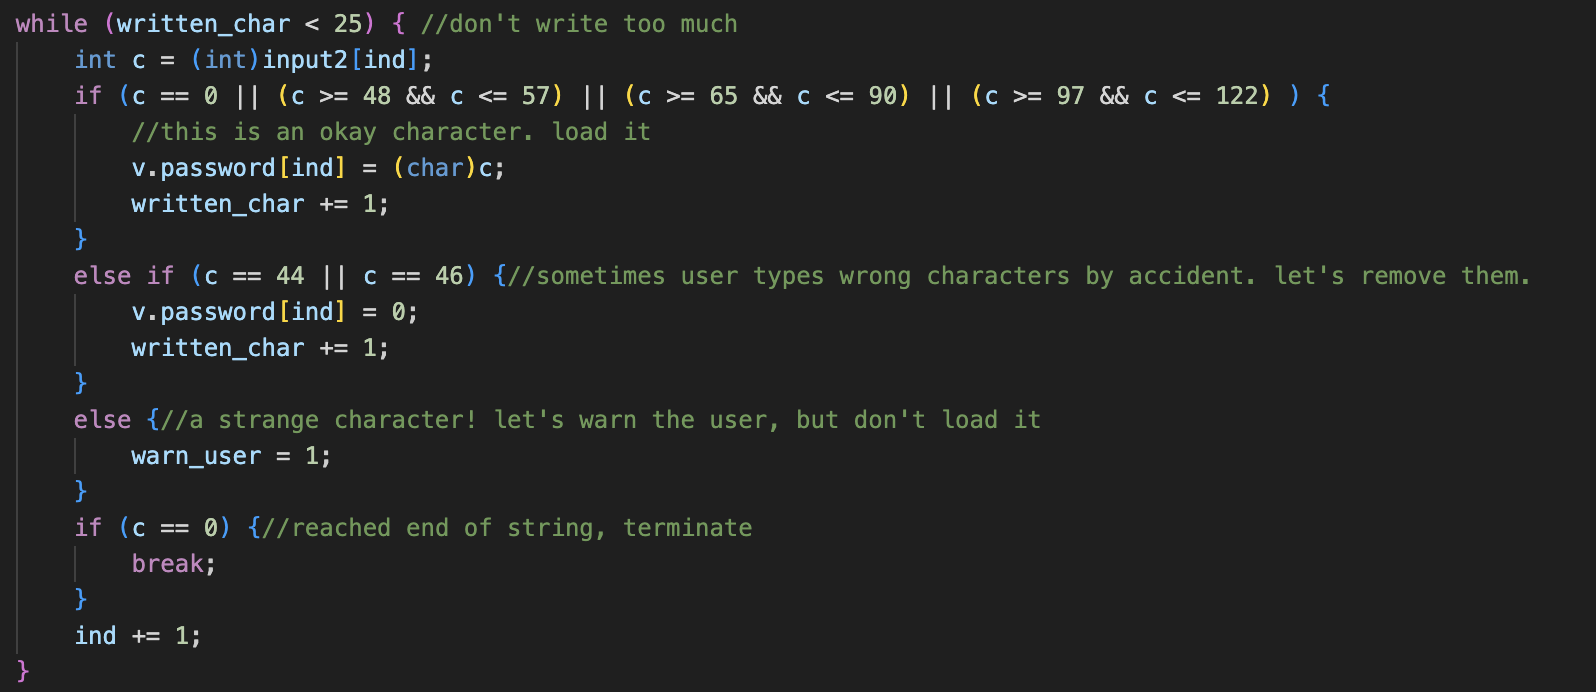 while (written_char < 25) { //don't write too much
    int c = (int)input2[ind];
    if (c == 0 || (c >= 48 && c <= 57) || (c >= 65 && c <= 90) || (c >= 97 && c <= 122) ) {
        //this is an okay character. load it
        v.password[ind] = (char)c;
        written_char += 1;
    }
    else if (c == 44 || c == 46) {//sometimes user types wrong characters by accident. let's remove them.
        v.password[ind] = 0;
        written_char += 1;
    }
    else {//a strange character! let's warn the user, but don't load it
        warn_user = 1;
    }
    if (c == 0) {//reached end of string, terminate
        break;
    }
    ind += 1;
}